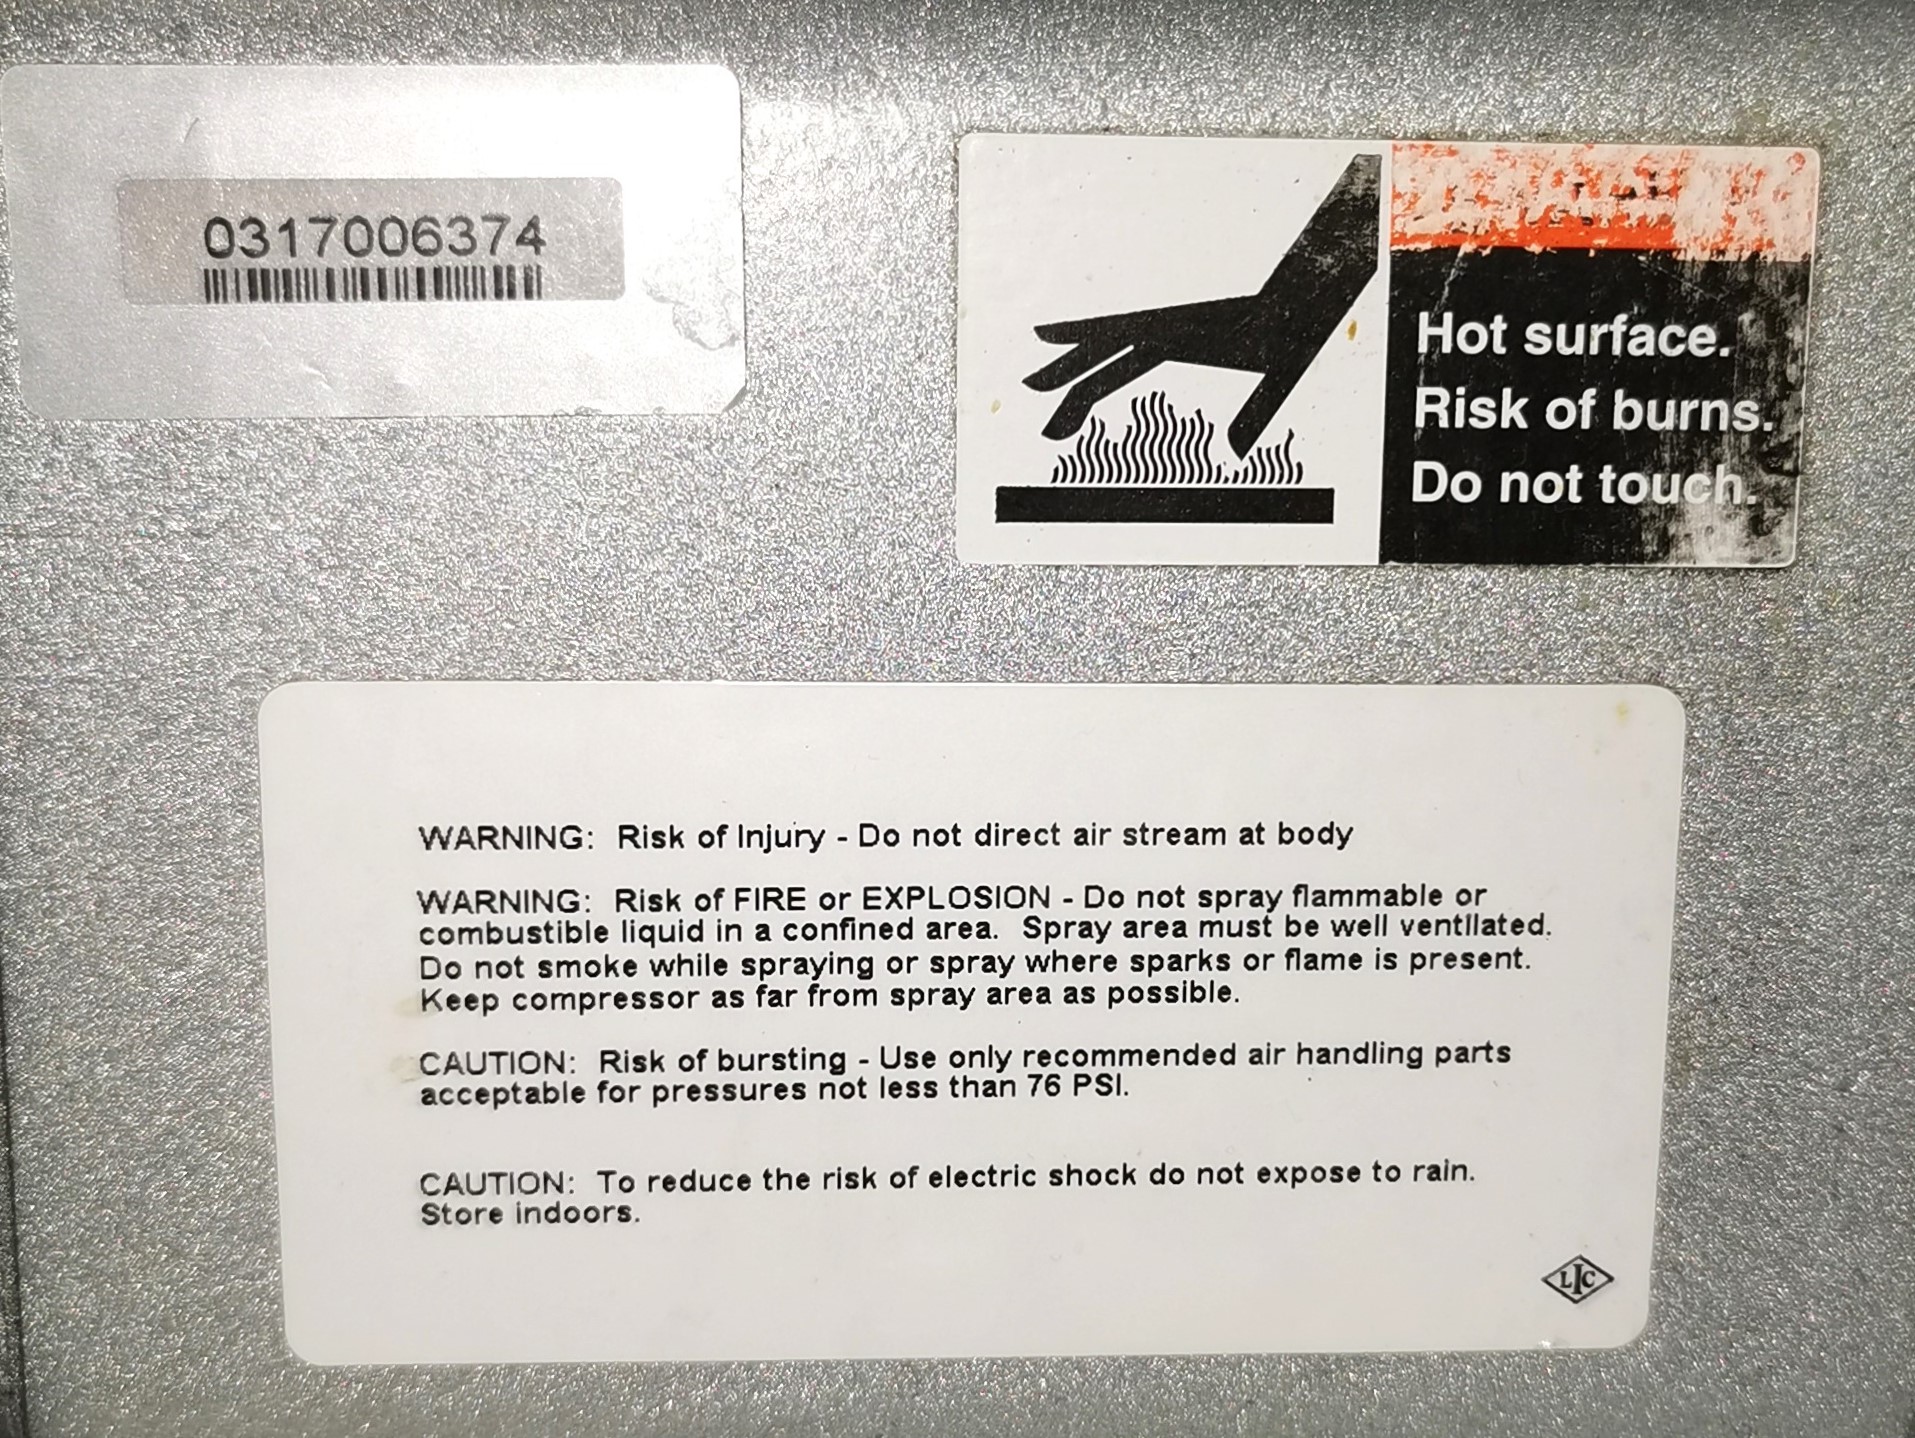 0317006374
Hot surface.
Risk of burns.
Do not touch.
WARNING: Risk of Injury - Do not direct air stream at body
WARNING: Risk of FIRE or EXPLOSION - Do not spray flammable or
combustible liquid in a confined area. Spray area must be well ventilated.
Do not smoke while spraying or spray where sparks or flame is present.
Keep compressor as far from spray area as possible.
CAUTION: Risk of bursting - Use only recommended air handling parts
acceptable for pressures not less than 76 PSI.
CAUTION: To reduce the risk of electric shock do not expose to rain.
Store indoors.
LIC